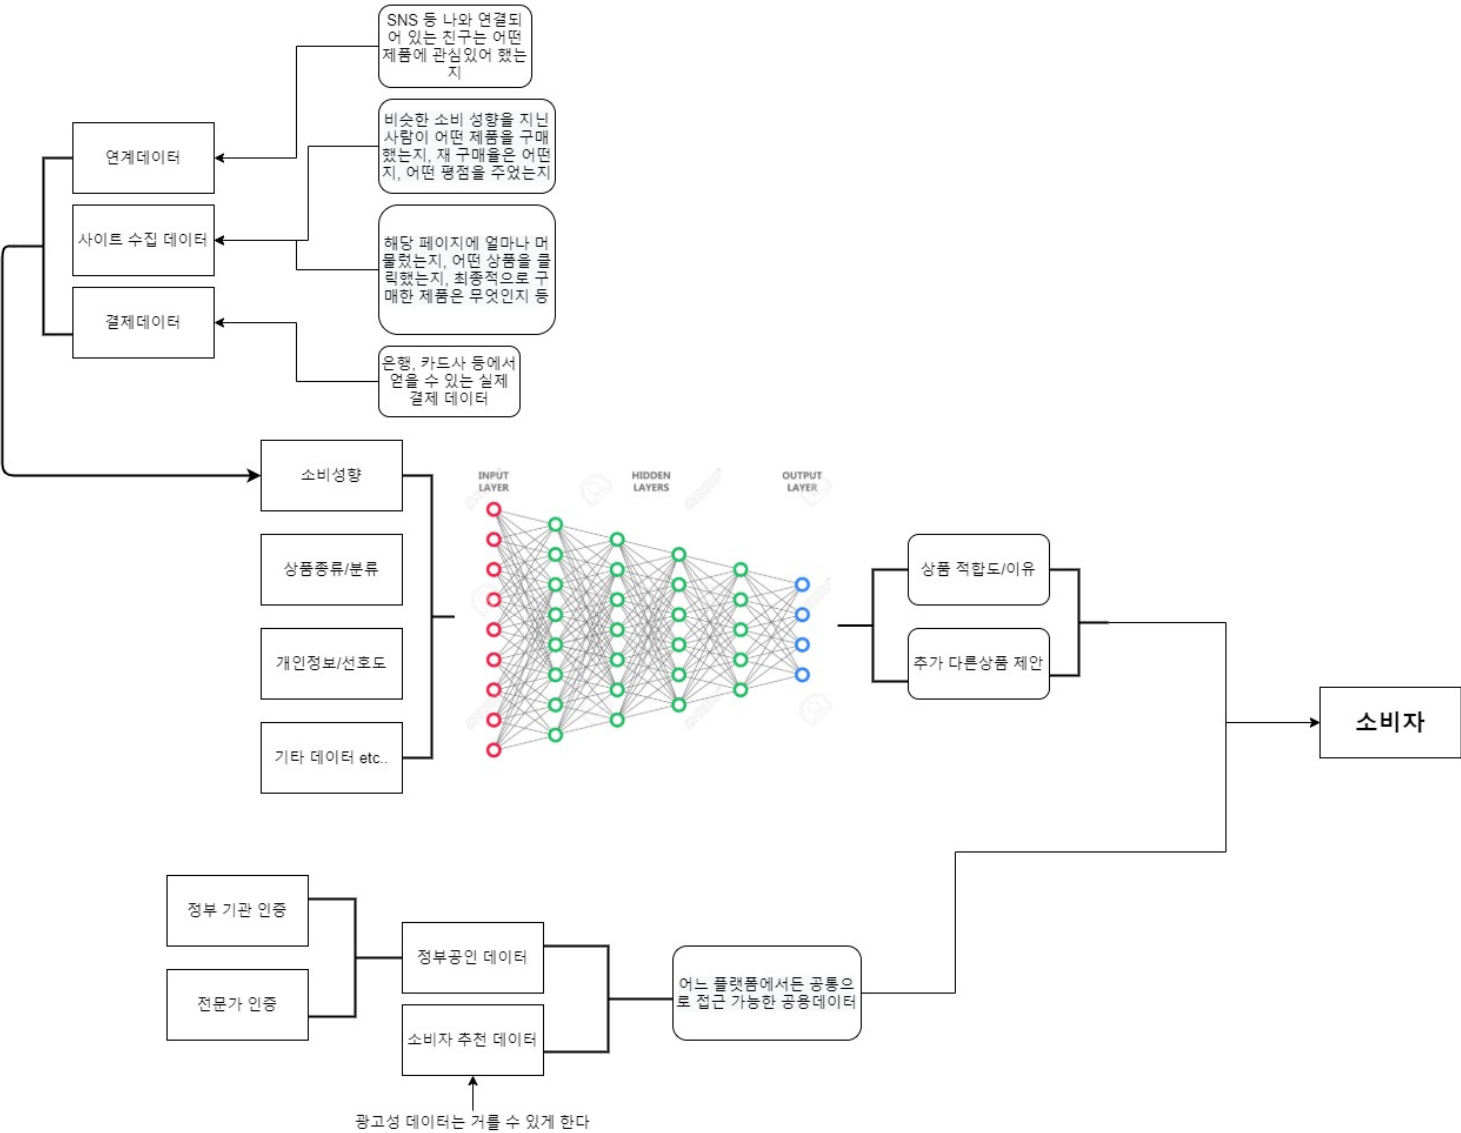 SNS 등 나와 연결되
어 있는 친구는 어떤
제품에 관심있어 했는
지
비슷한 소비 성향을 지닌
사람이 어떤 제품을 구매
했는지, 재 구매율은 어떤
지, 어떤 평점을 주었는지
연계데이터
사이트 수집 데이터
해당 페이지에 얼마나 머
물렀는지, 어떤 상품을 클
릭했는지, 최종적으로 구
매한 제품은 무엇인지 등
결제데이터
은행, 카드사 등에서
얻을 수 있는 실제
결제 데이터
소비성향
상품종류/분류
개인정보/선호도
기타 데이터 etc..
INPUT
LAYER
HIDDEN
LAYERS
OUTPUT
LAYER
상품 적합도/이유
추가 다른상품 제안
소비자
정부 기관 인증
전문가 인증
정부공인 데이터
소비자 추천 데이터
어느 플랫폼에서든 공통으
로 접근 가능한 공용데이터
광고성 데이터는 거를 수 있게 한다